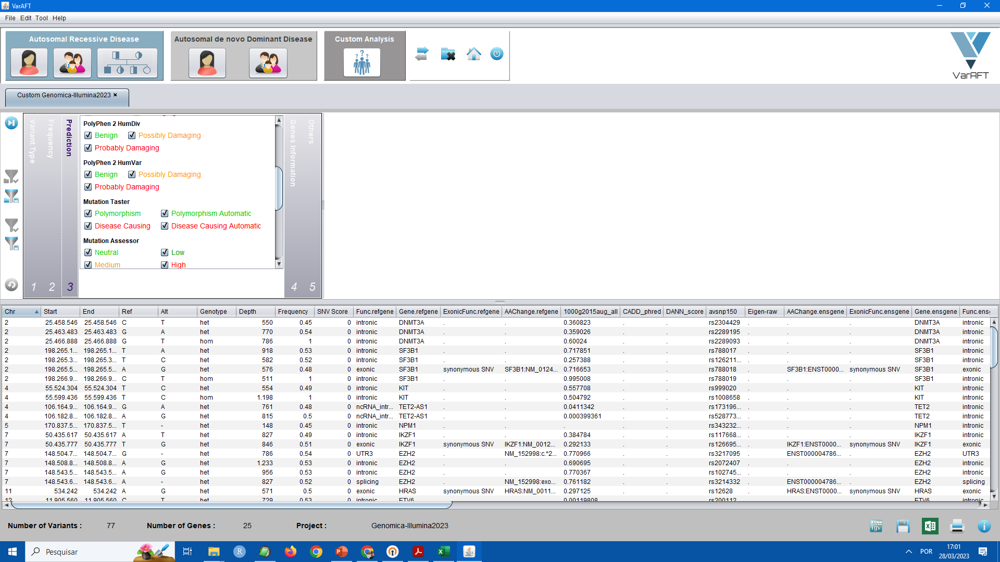 VarAFT
File Edit Tool Help
Autosomal Recessive Disease
Autosomal de novo Dominant Disease
Custom Analysis
VarAFT
Custom Genomica-Illumina2023 ×
Variant Type
Frequency
Prediction
Genes Information
Others
1 2 3 4 5
PolyPhen 2 HumDiv
Benign Possibly Damaging
Probably Damaging
PolyPhen 2 HumVar
Benign Possibly Damaging
Probably Damaging
Mutation Taster
Polymorphism Polymorphism Automatic
Disease Causing Disease Causing Automatic
Mutation Assessor
Neutral Low
Medium High
Chr Start End Ref Alt Genotype Depth Frequency SNV Score Func.refgene Gene.refgene ExonicFunc.refgene AAChange.refgene 1000g2015aug_all CADD_phred DANN_score avsnp150 Eigen-raw AAChange.ensgene ExonicFunc.ensgene Gene.ensgene Func.ensg
2 25.458.546 25.458.546 C T het 550 0.45 0 intronic DNMT3A . . 0.360823 . . rs2304429 . . . DNMT3A intronic
2 25.463.483 25.463.483 G A het 770 0.54 0 intronic DNMT3A . . 0.359026 . . rs2289195 . . . DNMT3A intronic
2 25.466.888 25.466.888 G T hom 786 1 0 intronic DNMT3A . . 0.60024 . . rs2289093 . . . DNMT3A intronic
2 198.265.1... 198.265.1... T A het 918 0.53 0 intronic SF3B1 . . 0.717851 . . rs788017 . . . SF3B1 intronic
2 198.265.3... 198.265.3... T C het 582 0.52 0 intronic SF3B1 . . 0.257388 . . rs126211... . . . SF3B1 intronic
2 198.265.5... 198.265.5... A G het 576 0.48 0 exonic SF3B1 synonymous SNV SF3B1:NM_0124... 0.716653 . . rs788018 . SF3B1:ENST0000... synonymous SNV SF3B1 exonic
2 198.266.9... 198.266.9... C T hom 511 1 0 intronic SF3B1 . . 0.995008 . . rs788019 . . . SF3B1 intronic
4 55.524.304 55.524.304 T C het 554 0.49 0 intronic KIT . . 0.557708 . . rs999020 . . . KIT intronic
4 55.599.436 55.599.436 T C hom 1.198 1 0 intronic KIT . . 0.504792 . . rs1008658 . . . KIT intronic
4 106.164.9... 106.164.9... G A het 761 0.48 0 ncRNA_intr... TET2-AS1 . . 0.0411342 . . rs173196... . . . TET2 intronic
4 106.182.8... 106.182.8... A G het 815 0.5 0 ncRNA_intr... TET2-AS1 . . 0.000399361 . . rs528773... . . . TET2 intronic
5 170.837.5... 170.837.5... T - het 148 0.45 0 intronic NPM1 . . . . . rs343232... . . . NPM1 intronic
7 50.435.617 50.435.617 A T het 827 0.49 0 intronic IKZF1 . . 0.384784 . . rs117668... . . . IKZF1 intronic
7 50.435.777 50.435.777 T G het 846 0.51 0 exonic IKZF1 synonymous SNV IKZF1:NM_0012... 0.292133 . . rs126695... . IKZF1:ENST0000... synonymous SNV IKZF1 exonic
7 148.504.7... 148.504.7... G - het 786 0.54 0 UTR3 EZH2 . NM_152998:c.*2... 0.770966 . . rs3217095 . ENST000004786... . EZH2 UTR3
7 148.508.8... 148.508.8... A G het 1.233 0.53 0 intronic EZH2 . . 0.690695 . . rs2072407 . . . EZH2 intronic
7 148.543.5... 148.543.5... A G het 956 0.53 0 intronic EZH2 . . 0.770367 . . rs102745... . . . EZH2 intronic
7 148.543.6... 148.543.6... A - het 827 0.52 0 splicing EZH2 . NM_152998:exo... 0.761182 . . rs3214332 . ENST000004786... . EZH2 splicing
11 534.242 534.242 A G het 571 0.5 0 exonic HRAS synonymous SNV HRAS:NM_0011... 0.297125 . . rs12628 . HRAS:ENST0000... synonymous SNV HRAS exonic
12 11.905.560 11.905.560 C T het 729 0.53 0 intronic ETV6 . . 0.00119808 . . rs200112... . . . ETV6 intronic
Number of Variants : 77 Number of Genes : 25 Project : Genomica-Illumina2023
igv
Pesquisar
POR
17:01
28/03/2023